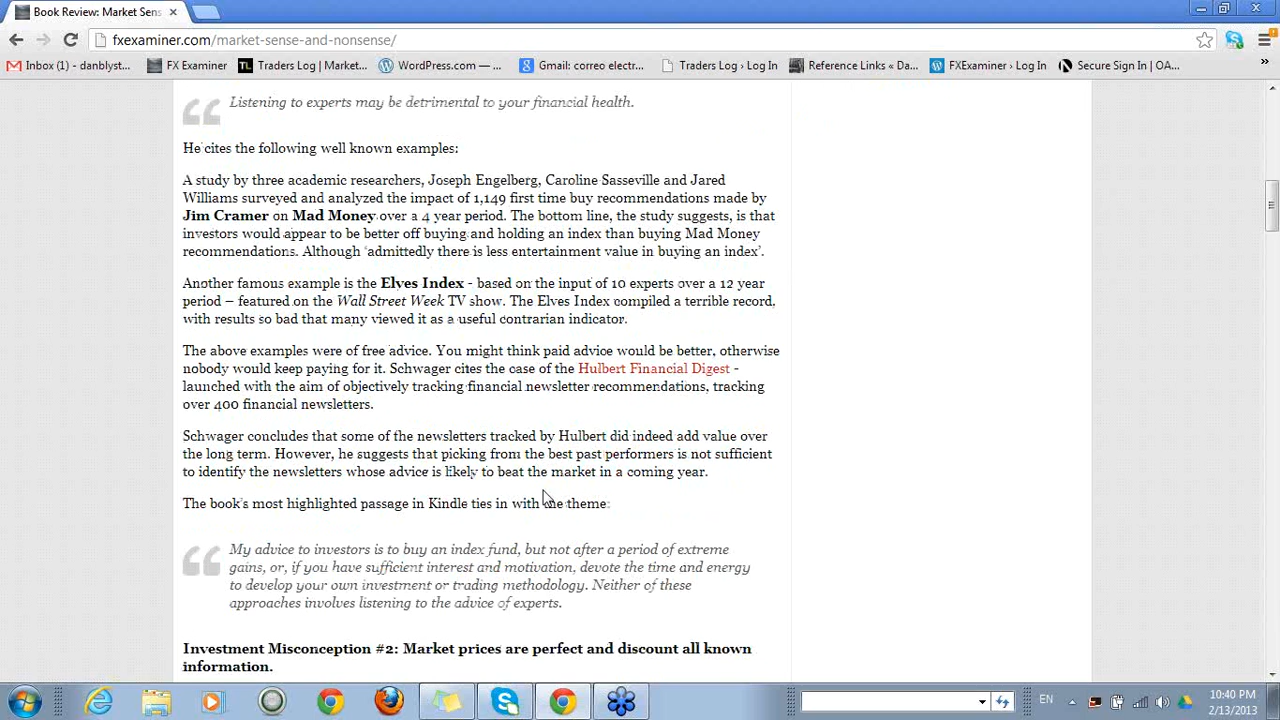 Book Review: Market Sens
fxexaminer.com/market-sense-and-nonsense/
Inbox (1) - danblyst...
FX Examiner
Traders Log | Market...
WordPress.com — ...
Gmail: correo electr...
Traders Log › Log In
Reference Links « Da...
FXExaminer › Log In
Secure Sign In | OA...
Listening to experts may be detrimental to your financial health.
He cites the following well known examples:
A study by three academic researchers, Joseph Engelberg, Caroline Sasseville and Jared
Williams surveyed and analyzed the impact of 1,149 first time buy recommendations made by
Jim Cramer on Mad Money over a 4 year period. The bottom line, the study suggests, is that
investors would appear to be better off buying and holding an index than buying Mad Money
recommendations. Although ‘admittedly there is less entertainment value in buying an index’.
Another famous example is the Elves Index - based on the input of 10 experts over a 12 year
period – featured on the Wall Street Week TV show. The Elves Index compiled a terrible record,
with results so bad that many viewed it as a useful contrarian indicator.
The above examples were of free advice. You might think paid advice would be better, otherwise
nobody would keep paying for it. Schwager cites the case of the Hulbert Financial Digest -
launched with the aim of objectively tracking financial newsletter recommendations, tracking
over 400 financial newsletters.
Schwager concludes that some of the newsletters tracked by Hulbert did indeed add value over
the long term. However, he suggests that picking from the best past performers is not sufficient
to identify the newsletters whose advice is likely to beat the market in a coming year.
The book's most highlighted passage in Kindle ties in with the theme:
My advice to investors is to buy an index fund, but not after a period of extreme
gains, or, if you have sufficient interest and motivation, devote the time and energy
to develop your own investment or trading methodology. Neither of these
approaches involves listening to the advice of experts.
Investment Misconception #2: Market prices are perfect and discount all known
information.
EN
10:40 PM
2/13/2013